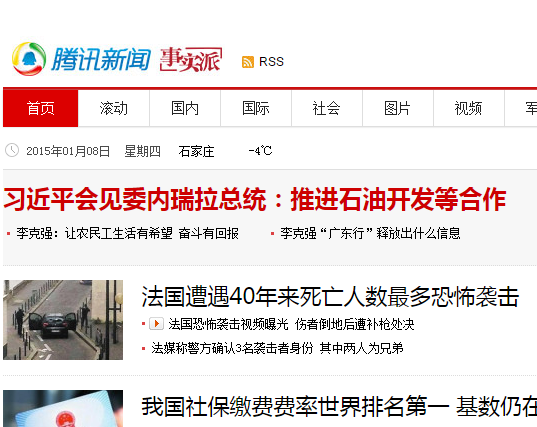 腾讯新闻 事实派 RSS
首页 滚动 国内 国际 社会 图片 视频 军
2015年01月08日 星期四 石家庄 -4℃
习近平会见委内瑞拉总统：推进石油开发等合作
李克强：让农民工生活有希望 奋斗有回报 李克强“广东行”释放出什么信息
法国遭遇40年来死亡人数最多恐怖袭击
法国恐怖袭击视频曝光 伤者倒地后遭补枪处决
法媒称警方确认3名袭击者身份 其中两人为兄弟
我国社保缴费费率世界排名第一 基数仍在